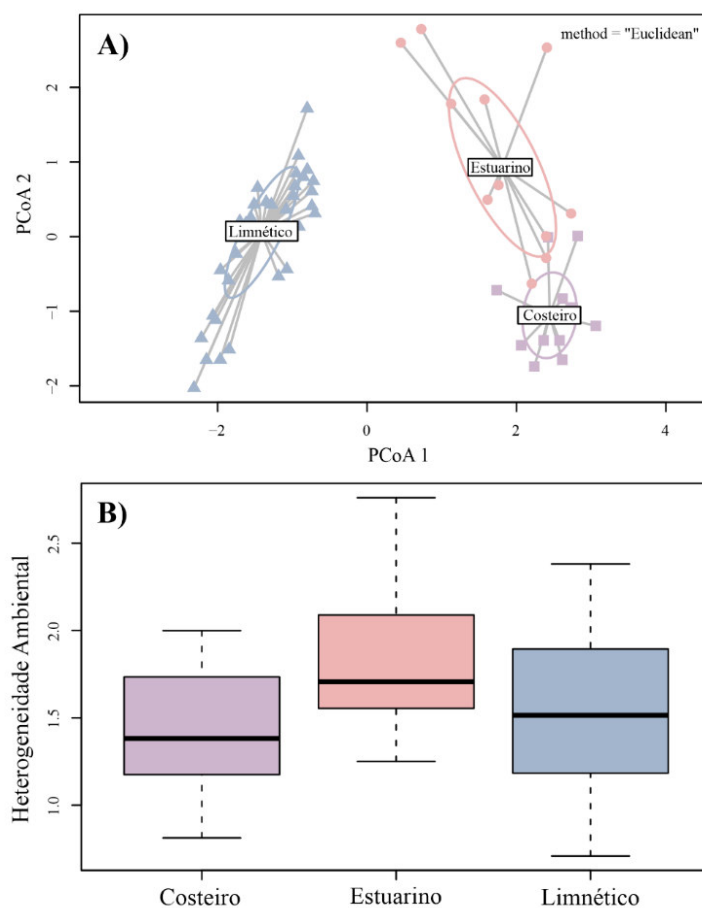 A)
method = "Euclidean"
2
1
0
−1
−2
PCoA 2
Estuarino
Limnético
Costeiro
−2
0
2
4
PCoA 1
B)
2.5
2.0
1.5
1.0
Heterogeneidade Ambiental
Costeiro
Estuarino
Limnético